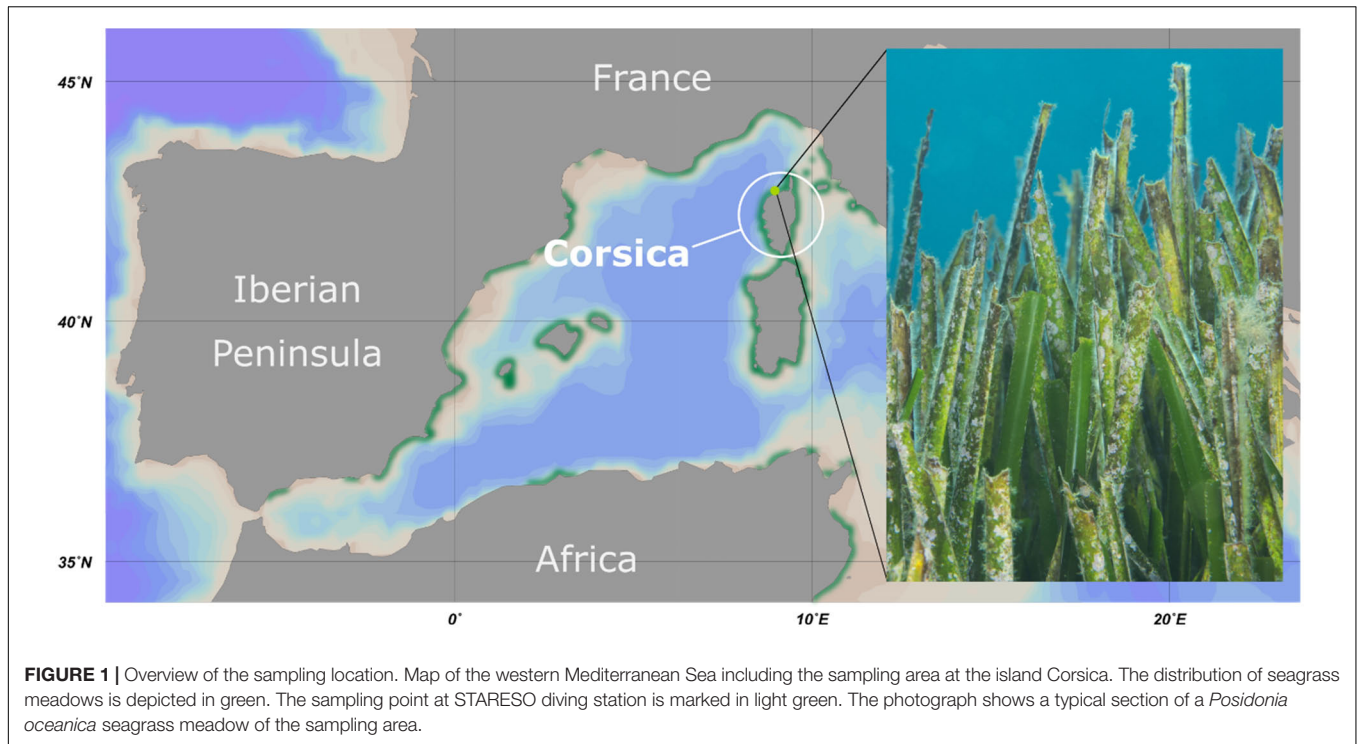 45˚N
France
Corsica
Iberian
Peninsula
40˚N
Africa
35˚N
0˚
10˚E
20˚E
FIGURE 1 | Overview of the sampling location. Map of the western Mediterranean Sea including the sampling area at the island Corsica. The distribution of seagrass
meadows is depicted in green. The sampling point at STARESO diving station is marked in light green. The photograph shows a typical section of a Posidonia
oceanica seagrass meadow of the sampling area.